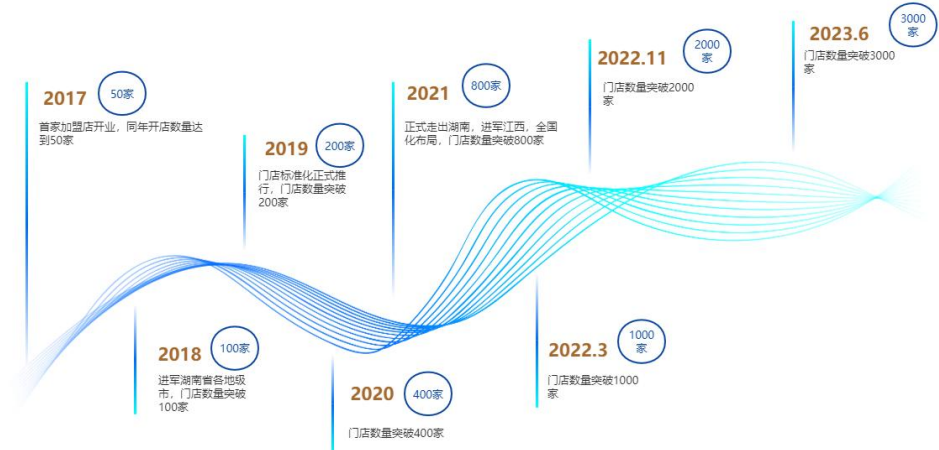 2017
50家
首家加盟店开业，同年开店数量达
到50家
2018
100家
进军湖南省各地级
市，门店数量突破
100家
2019
200家
门店标准化正式推
行，门店数量突破
200家
2020
400家
门店数量突破400家
2021
800家
正式走出湖南，进军江西，全国
化布局，门店数量突破800家
2022.3
1000
家
门店数量突破1000
家
2022.11
2000
家
门店数量突破2000
家
2023.6
3000
家
门店数量突破3000
家